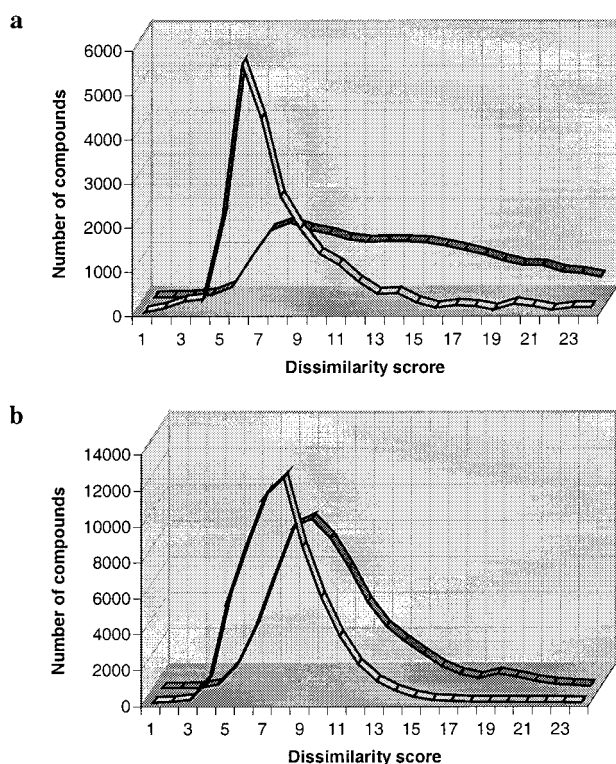 a
6000
5000
4000
3000
2000
1000
0
Number of compounds
1 3 5 7 9 11 13 15 17 19 21 23
Dissimilarity scrore
b
14000
12000
10000
8000
6000
4000
2000
0
Number of compounds
1 3 5 7 9 11 13 15 17 19 21 23
Dissimilarity score